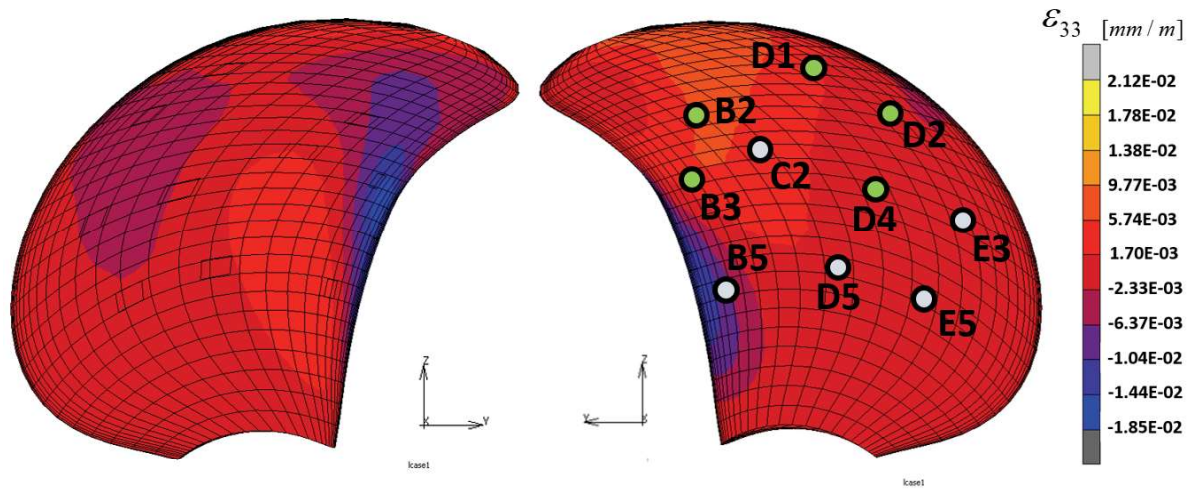 ε33 [mm / m]
D1
B2
D2
C2
B3
D4
E3
B5
D5
E5
2.12E-02
1.78E-02
1.38E-02
9.77E-03
5.74E-03
1.70E-03
-2.33E-03
-6.37E-03
-1.04E-02
-1.44E-02
-1.85E-02
Z
X
Y
lcase1
Z
Y
X
lcase1